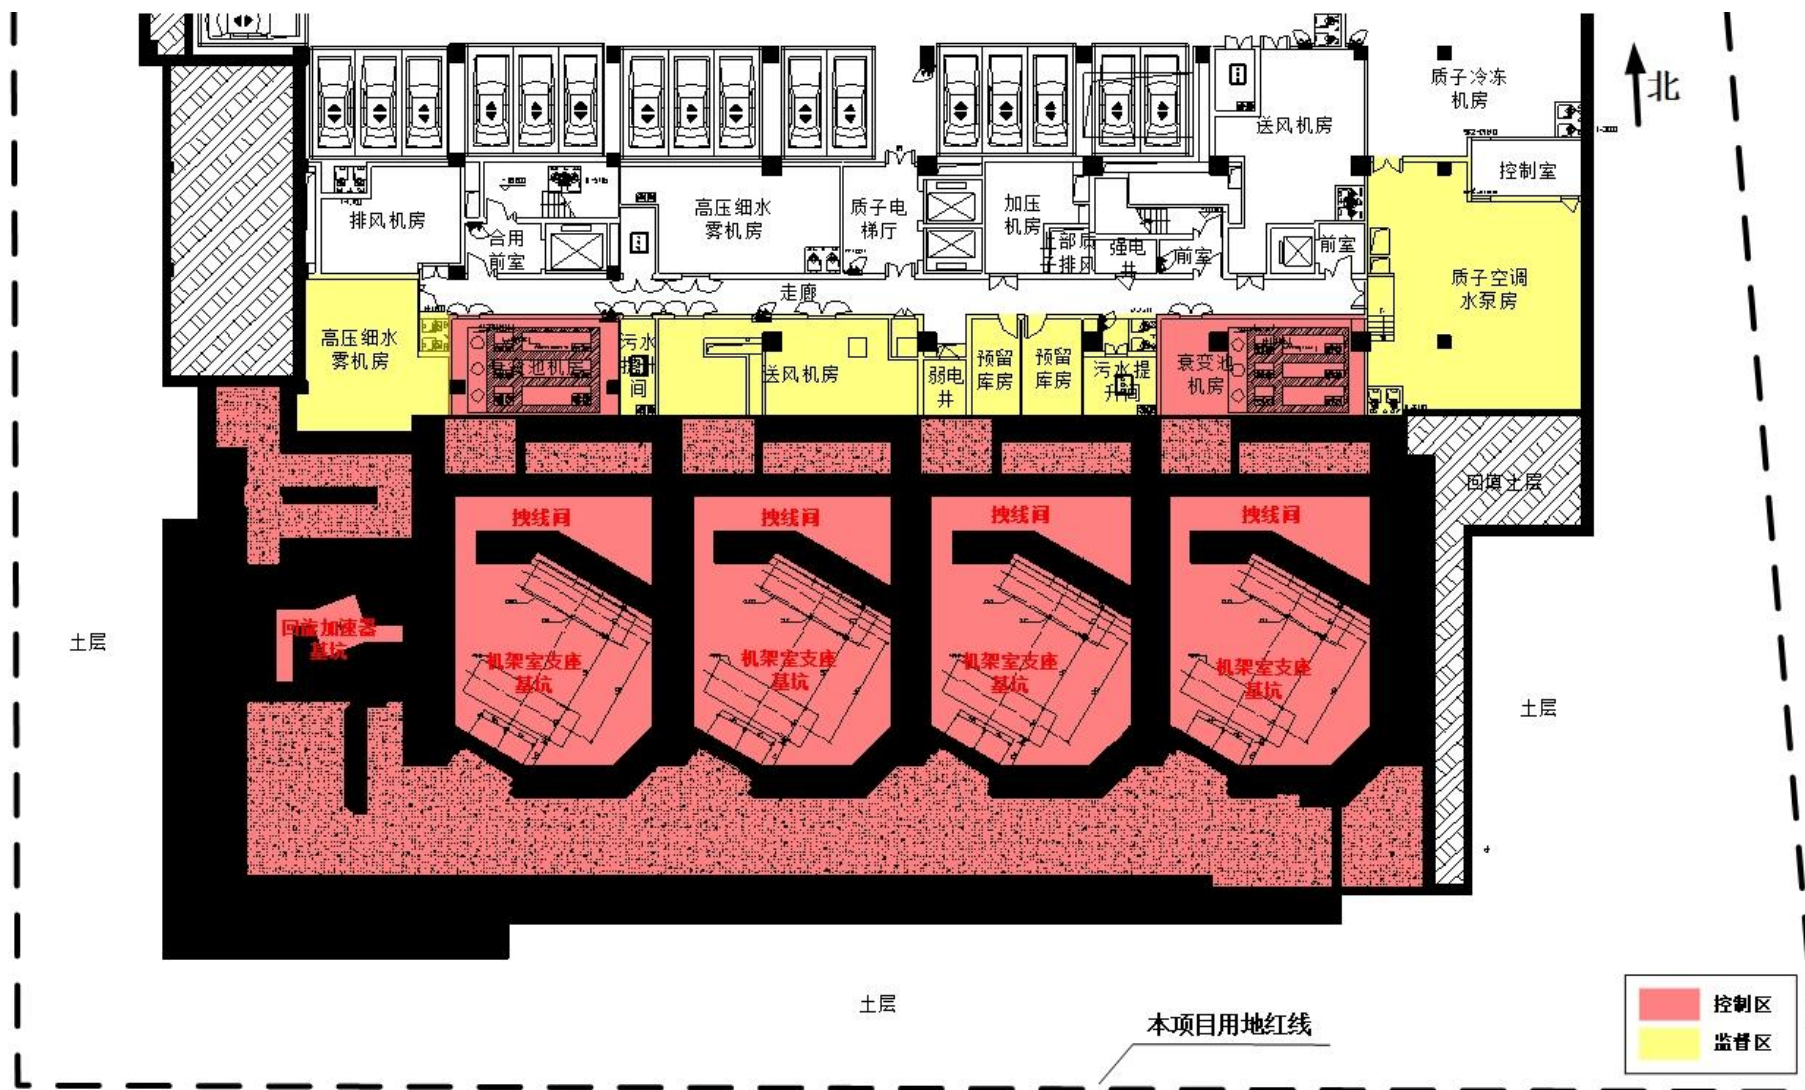 质子冷冻
机房
北
送风机房
控制室
排风机房
合用
前室
高压细水
雾机房
质子电
梯厅
加压
机房
上部质
子排风
强电
井
前室
前室
质子空调
水泵房
走廊
高压细水
雾机房
衰变池机房
污水
提升
间
送风机房
弱电
井
预留
库房
预留
库房
污水提
升间
衰变池
机房
回填土层
拽线间
拽线间
拽线间
拽线间
回旋加速器
基坑
机架室支座
基坑
机架室支座
基坑
机架室支座
基坑
机架室支座
基坑
土层
土层
土层
本项目用地红线
控制区
监督区